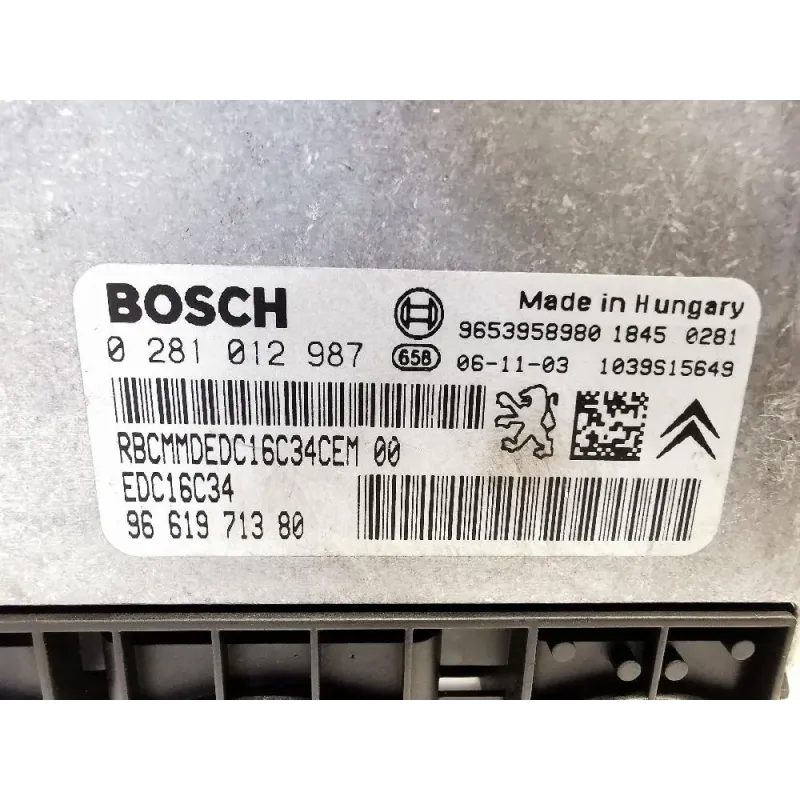 BOSCH
Made in Hungary
9653958980 1845 0281
0 281 012 987
658
06-11-03
1039S15649
RBCMMDEDC16C34CEM 00
EDC16C34
96 619 713 80